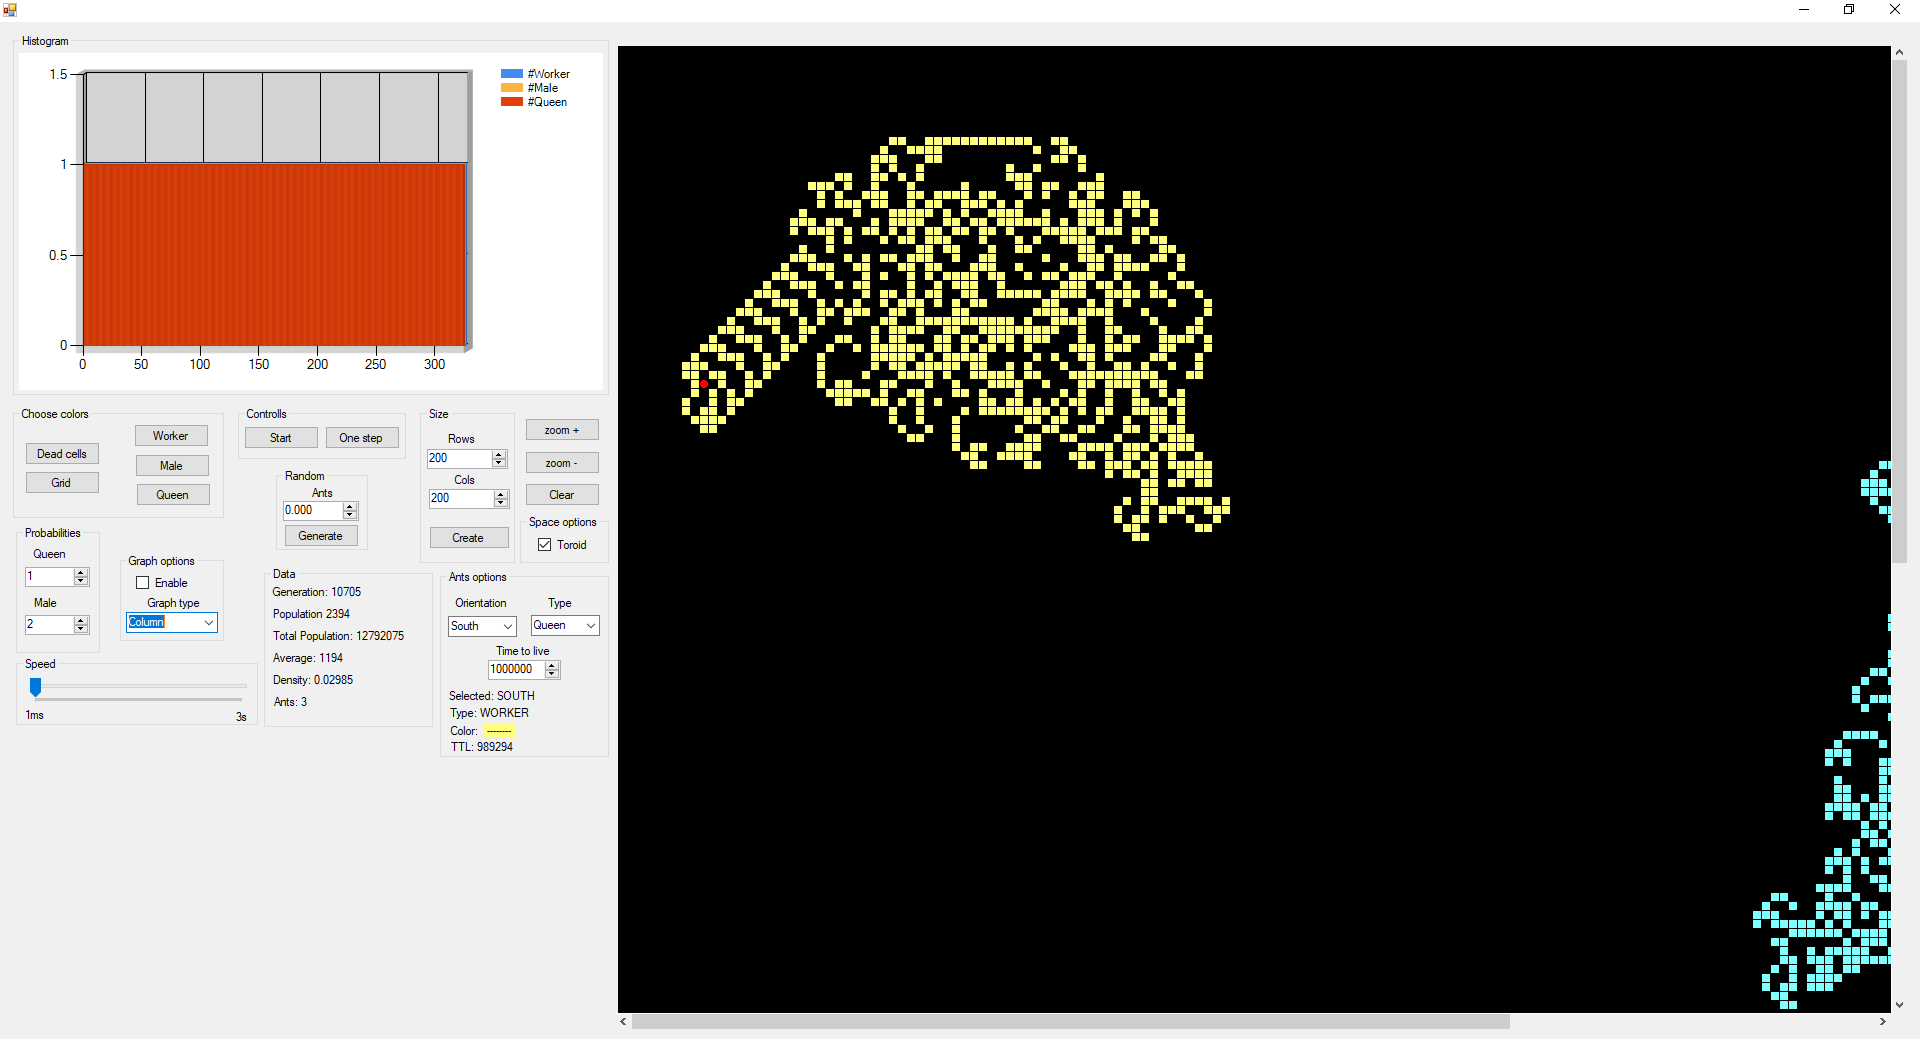 Histogram
1.5
1
0.5
0
0 50 100 150 200 250 300
#Worker
#Male
#Queen
Choose colors
Dead cells
Grid
Worker
Male
Queen
Controlls
Start
One step
Random
Ants
0.000
Generate
Size
Rows
200
Cols
200
Create
zoom +
zoom -
Clear
Space options
Toroid
Probabilities
Queen
1
Male
2
Graph options
Enable
Graph type
Column
Speed
1ms
3s
Data
Generation: 10705
Population 2394
Total Population: 12792075
Average: 1194
Density: 0.02985
Ants: 3
Ants options
Orientation
South
Type
Queen
Time to live
1000000
Selected: SOUTH
Type: WORKER
Color: --------
TTL: 989294